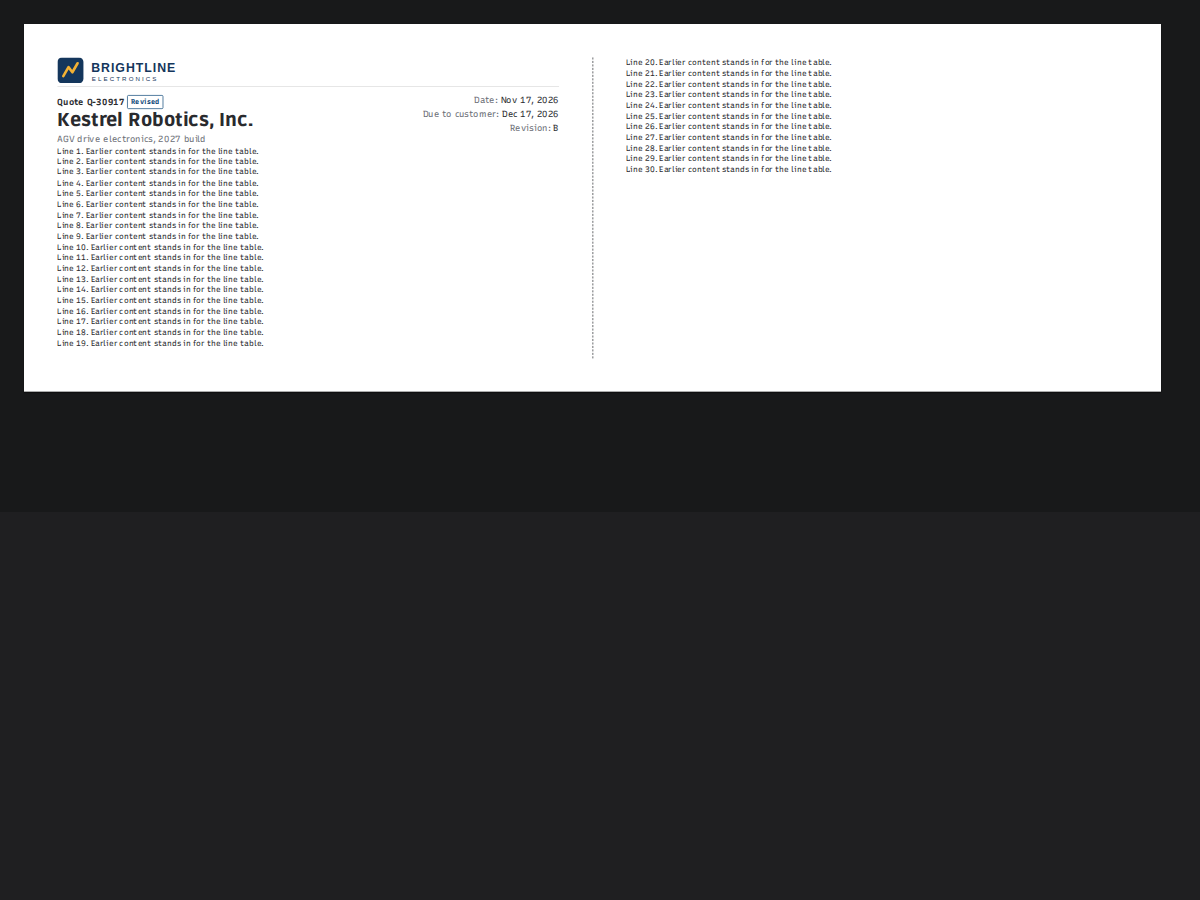 BRIGHTLINE
ELECTRONICS
Quote Q-30917 Revised
Kestrel Robotics, Inc.
AGV drive electronics, 2027 build
Date: Nov 17, 2026
Due to customer: Dec 17, 2026
Revision: B
Line 1. Earlier content stands in for the line table.
Line 2. Earlier content stands in for the line table.
Line 3. Earlier content stands in for the line table.
Line 4. Earlier content stands in for the line table.
Line 5. Earlier content stands in for the line table.
Line 6. Earlier content stands in for the line table.
Line 7. Earlier content stands in for the line table.
Line 8. Earlier content stands in for the line table.
Line 9. Earlier content stands in for the line table.
Line 10. Earlier content stands in for the line table.
Line 11. Earlier content stands in for the line table.
Line 12. Earlier content stands in for the line table.
Line 13. Earlier content stands in for the line table.
Line 14. Earlier content stands in for the line table.
Line 15. Earlier content stands in for the line table.
Line 16. Earlier content stands in for the line table.
Line 17. Earlier content stands in for the line table.
Line 18. Earlier content stands in for the line table.
Line 19. Earlier content stands in for the line table.
Line 20. Earlier content stands in for the line table.
Line 21. Earlier content stands in for the line table.
Line 22. Earlier content stands in for the line table.
Line 23. Earlier content stands in for the line table.
Line 24. Earlier content stands in for the line table.
Line 25. Earlier content stands in for the line table.
Line 26. Earlier content stands in for the line table.
Line 27. Earlier content stands in for the line table.
Line 28. Earlier content stands in for the line table.
Line 29. Earlier content stands in for the line table.
Line 30. Earlier content stands in for the line table.